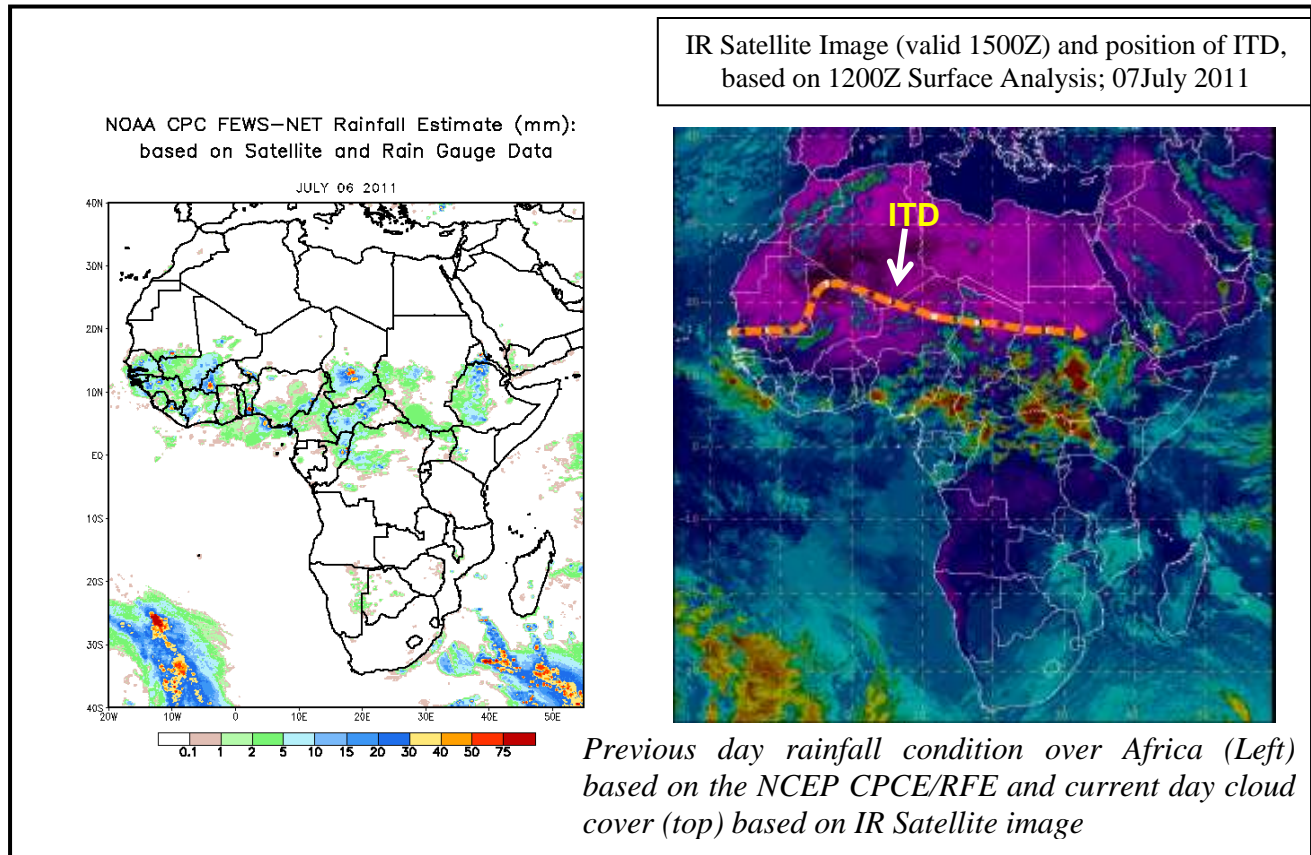 IR Satellite Image (valid 1500Z) and position of ITD,
based on 1200Z Surface Analysis; 07July 2011
NOAA CPC FEWS-NET Rainfall Estimate (mm):
based on Satellite and Rain Gauge Data
JULY 06 2011
40N
30N
20N
10N
EQ
10S
20S
30S
40S
20W 10W 0 10E 20E 30E 40E 50E
0.1 1 2 5 10 15 20 30 40 50 75
ITD
Previous day rainfall condition over Africa (Left)
based on the NCEP CPCE/RFE and current day cloud
cover (top) based on IR Satellite image